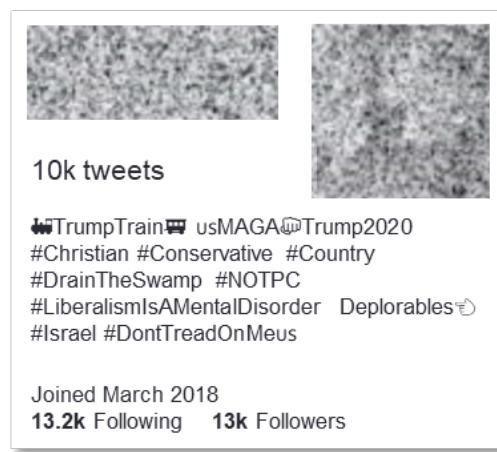 10k tweets
🚂TrumpTrain🚃 usMAGA👊Trump2020
#Christian #Conservative #Country
#DrainTheSwamp #NOTPC
#LiberalismIsAMentalDisorder Deplorables👈
#Israel #DontTreadOnMeus
Joined March 2018
13.2k Following 13k Followers